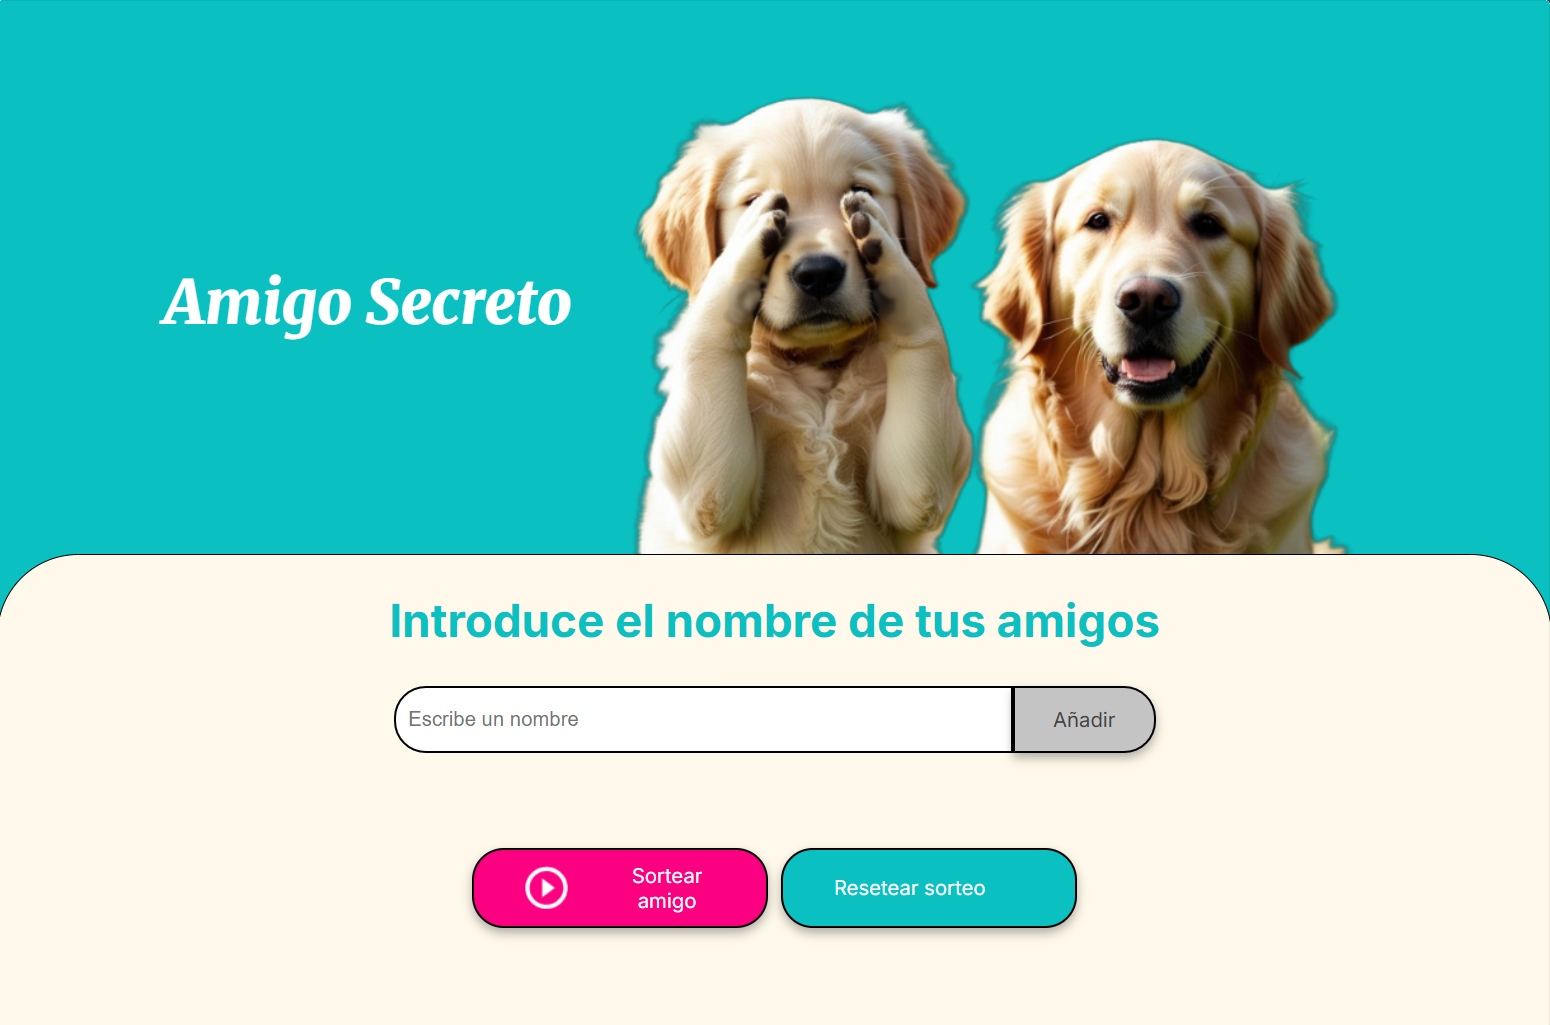 Amigo Secreto
Introduce el nombre de tus amigos
Escribe un nombre
Añadir
Sortear
amigo
Resetear sorteo